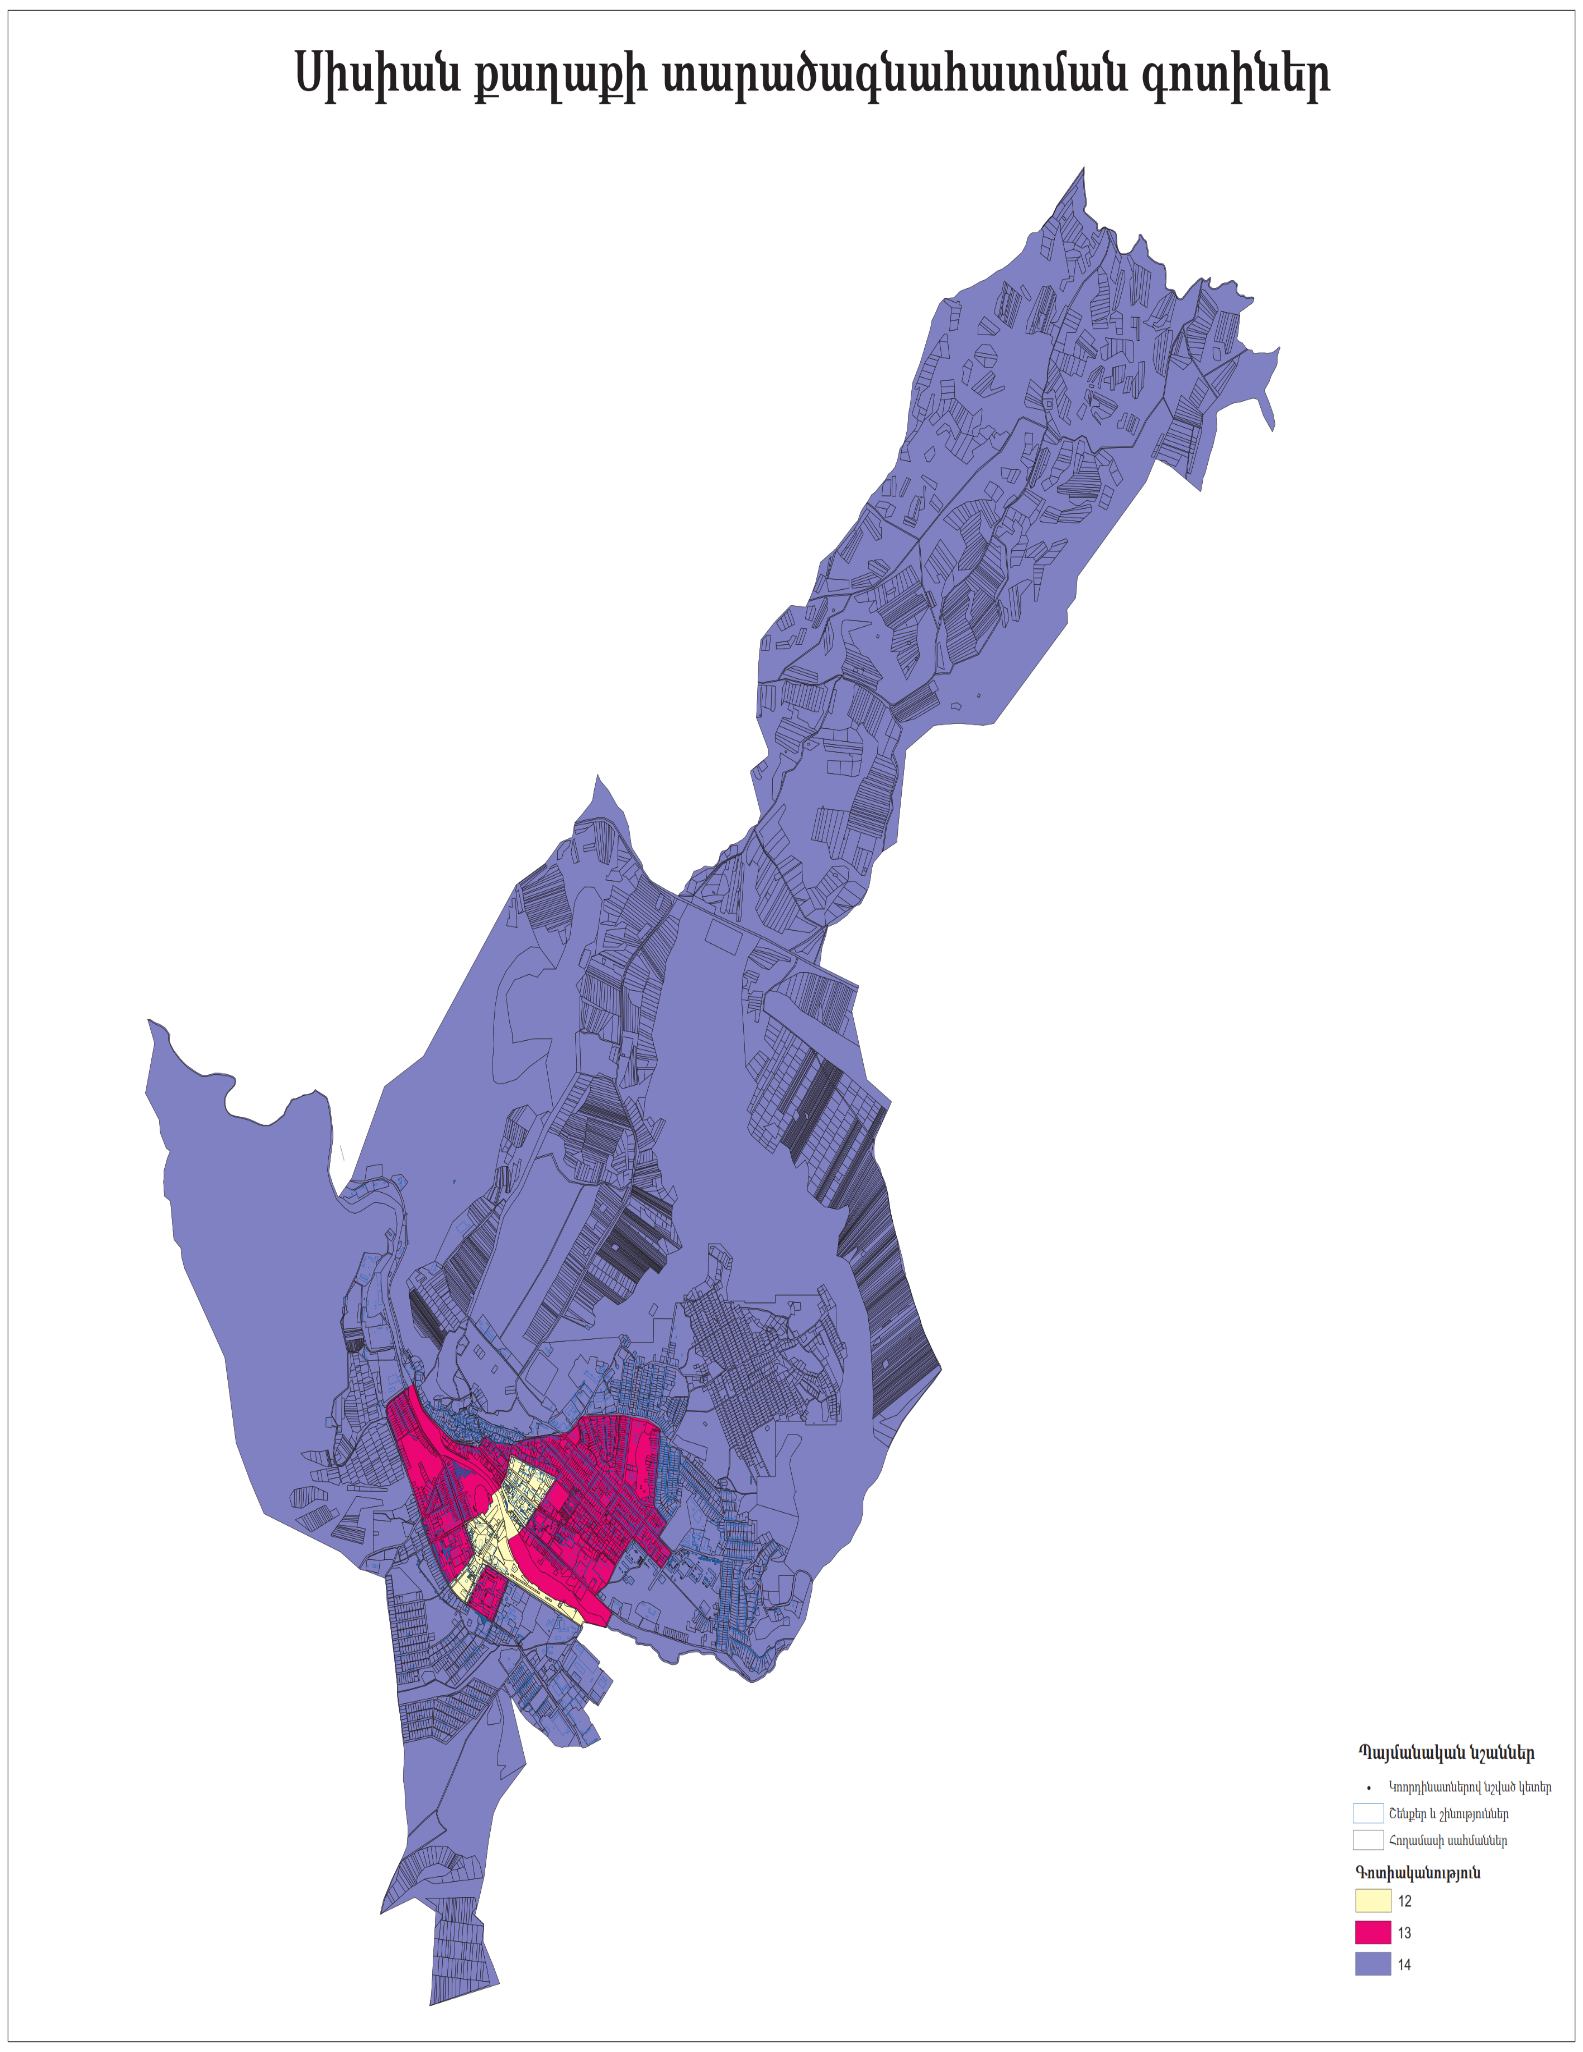 Սիսիան քաղաքի տարածագնահատման գոտիներ
Պայմանական նշաններ
Կոորդինատներով նշված կետեր
Շենքեր և շինություններ
Հողամասի սահմաններ
Գոտիականություն
12
13
14